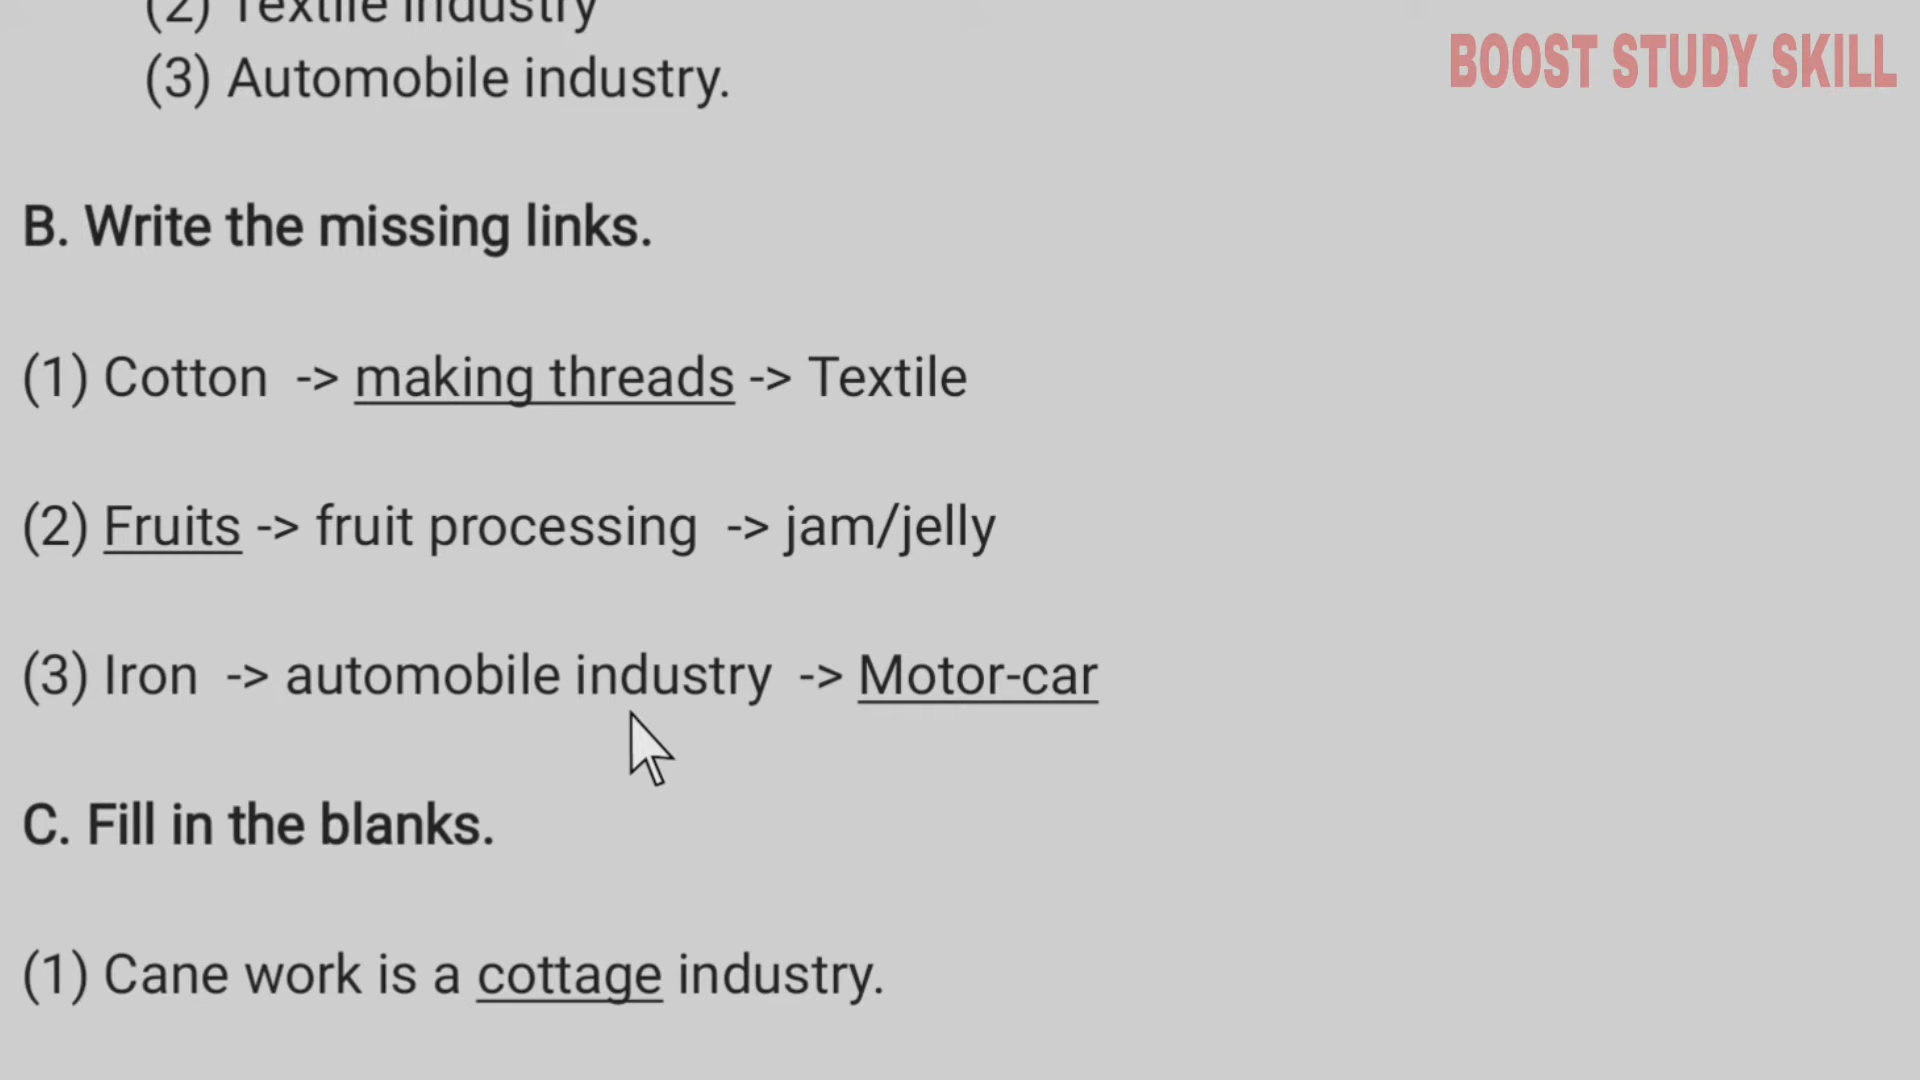 (2) Textile industry
(3) Automobile industry.
BOOST STUDY SKILL
B. Write the missing links.
(1) Cotton -> making threads -> Textile
(2) Fruits -> fruit processing -> jam/jelly
(3) Iron -> automobile industry -> Motor-car
C. Fill in the blanks.
(1) Cane work is a cottage industry.